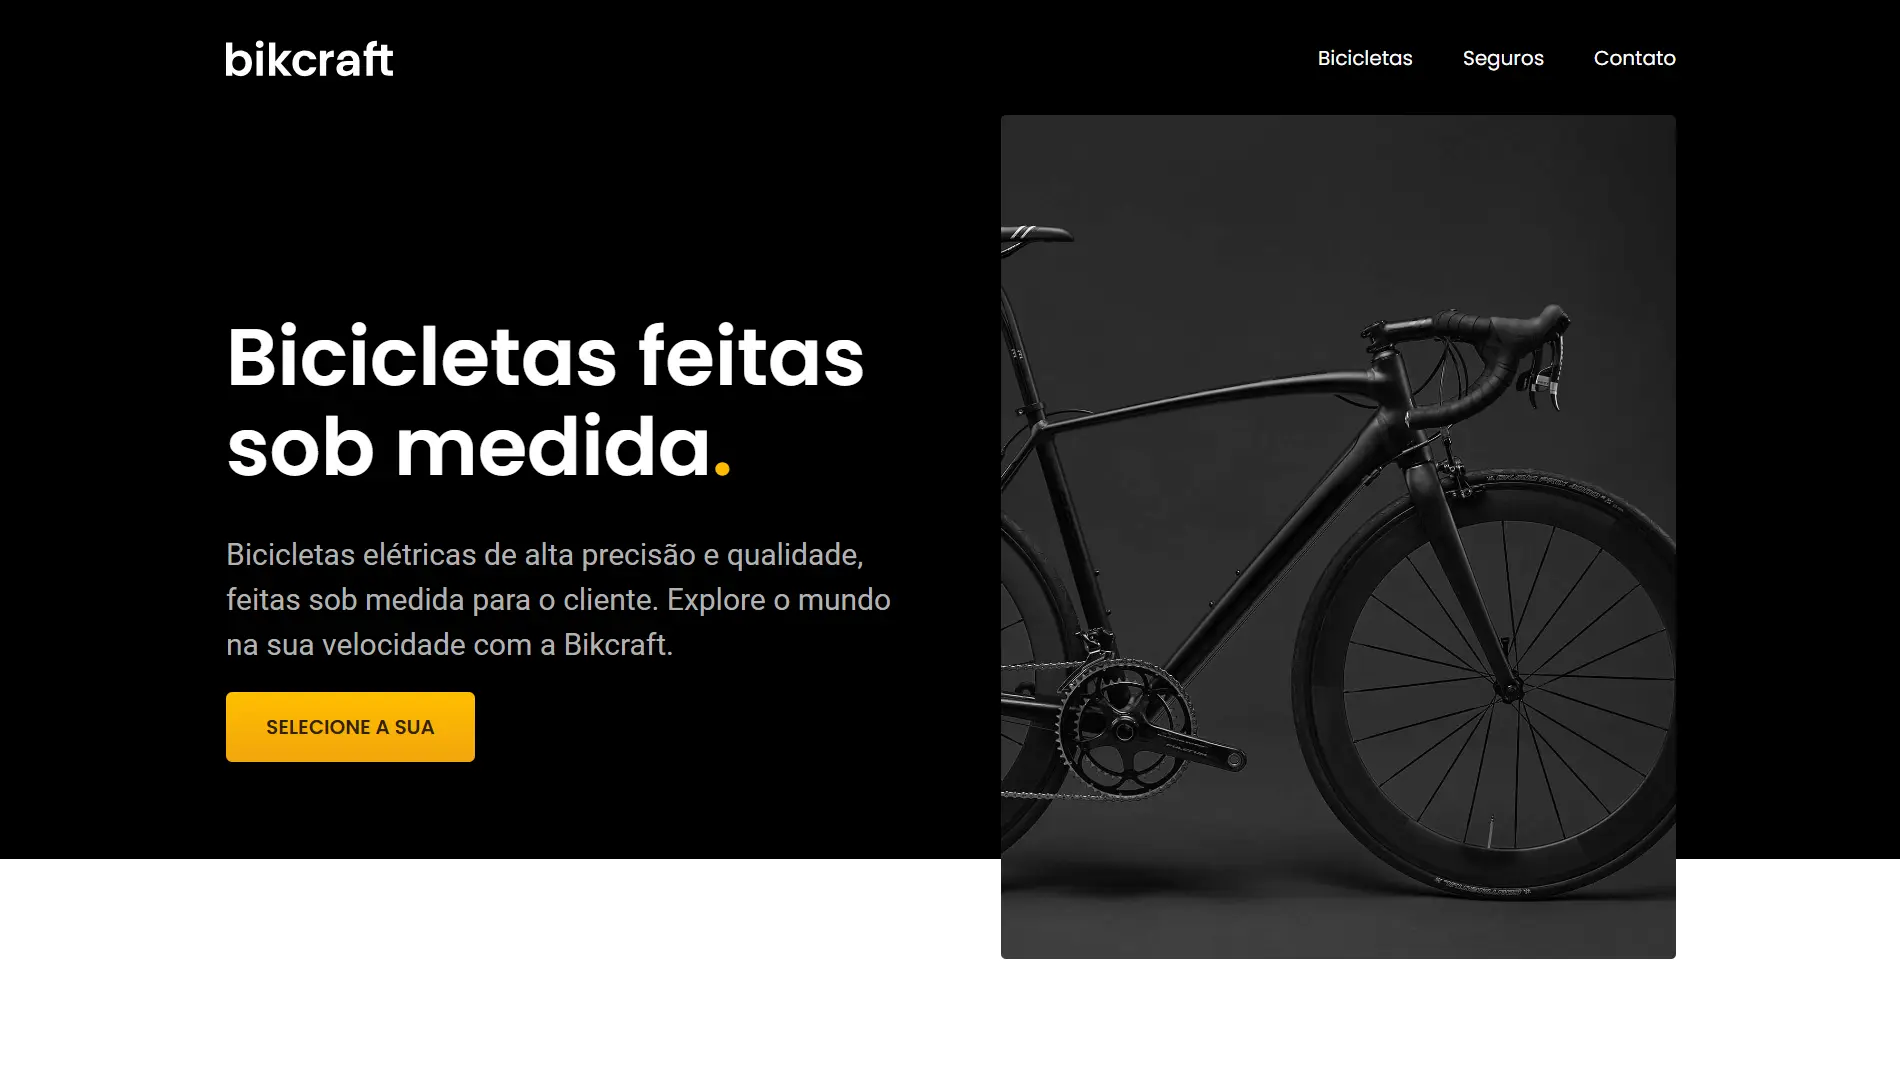 bikcraft
Bicicletas
Seguros
Contato
Bicicletas feitas
sob medida.
Bicicletas elétricas de alta precisão e qualidade,
feitas sob medida para o cliente. Explore o mundo
na sua velocidade com a Bikcraft.
SELECIONE A SUA